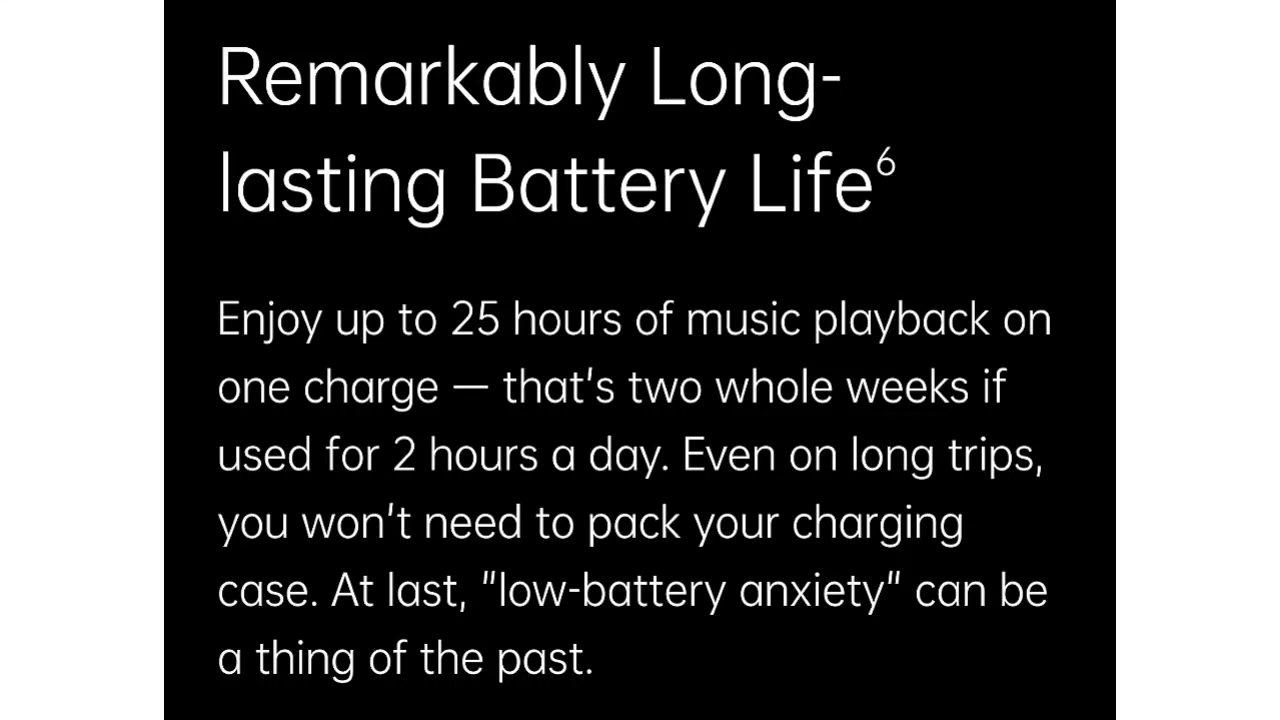 Remarkably Long-
lasting Battery Life⁶
Enjoy up to 25 hours of music playback on
one charge — that's two whole weeks if
used for 2 hours a day. Even on long trips,
you won't need to pack your charging
case. At last, "low-battery anxiety" can be
a thing of the past.